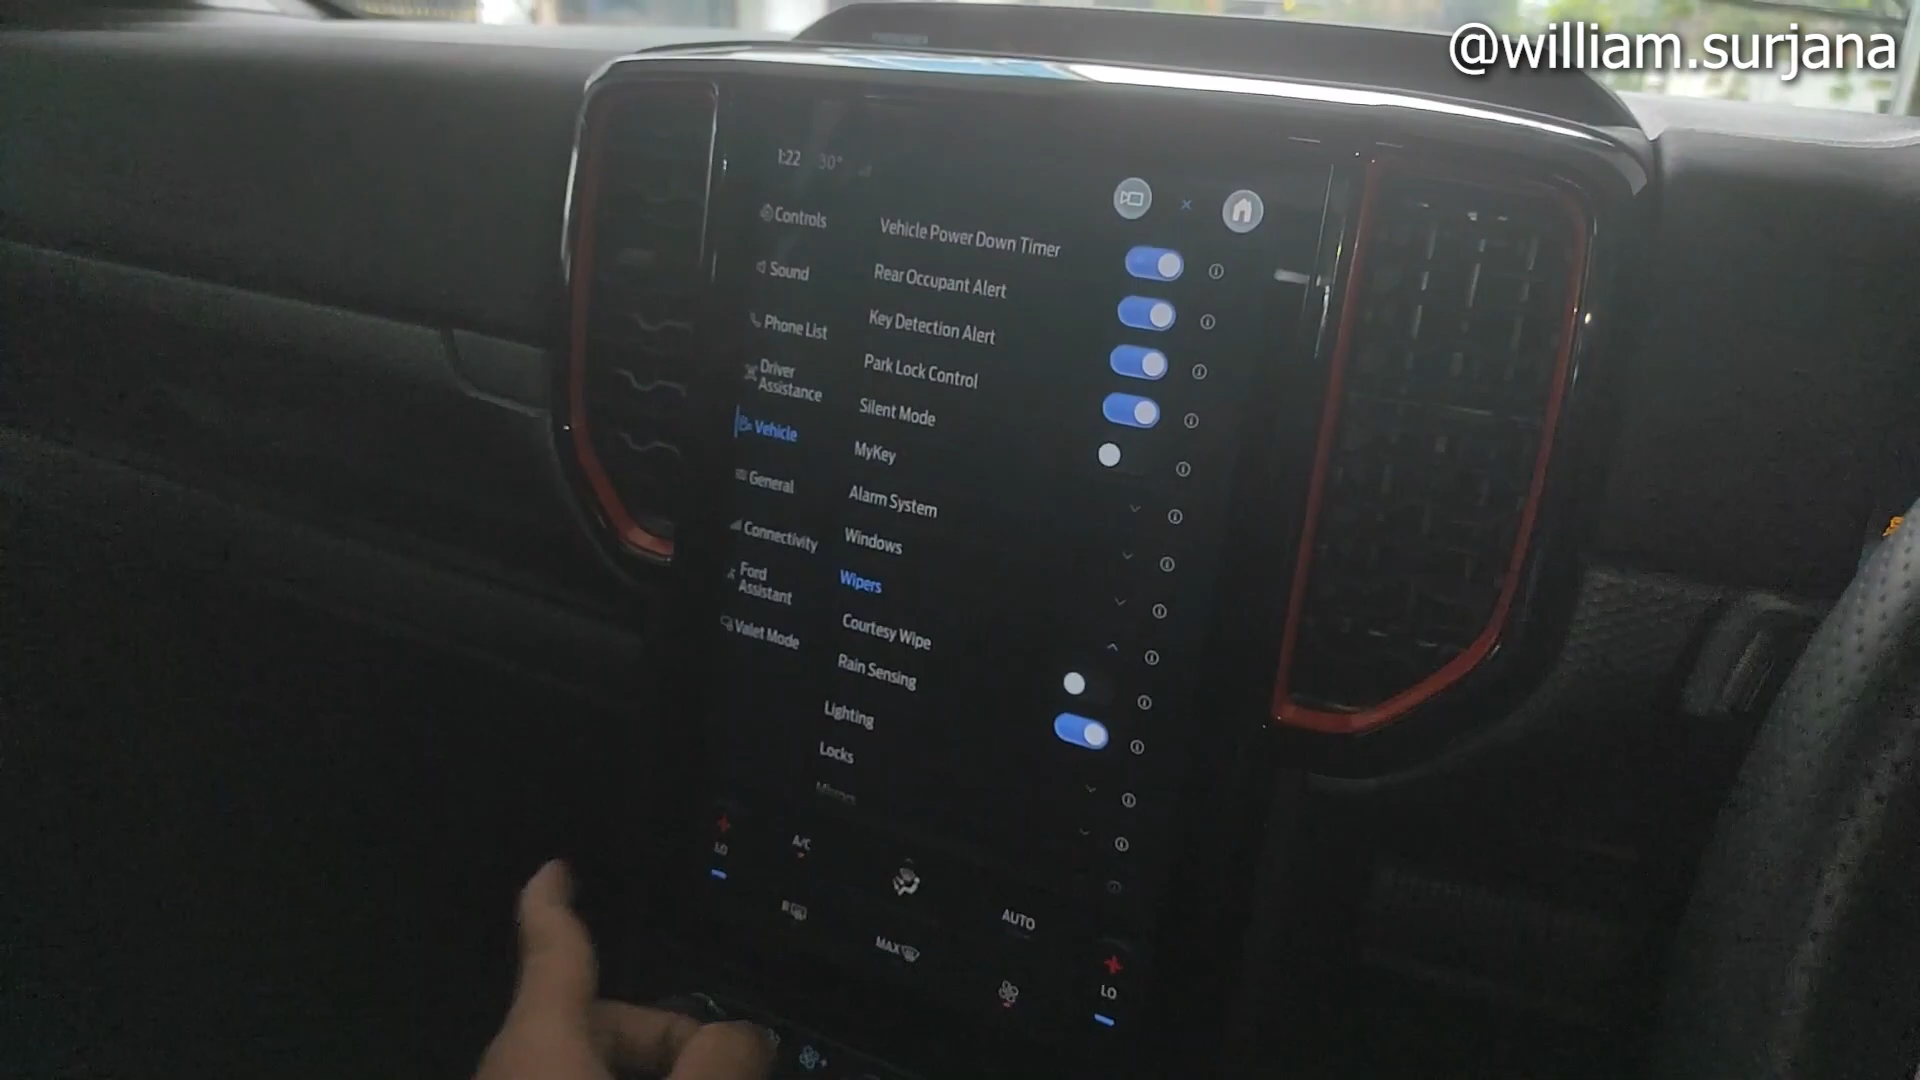 @william.surjana
1:22 30°
Controls
Sound
Phone List
Driver
Assistance
Vehicle
General
Connectivity
Ford
Assistant
Valet Mode
Vehicle Power Down Timer
Rear Occupant Alert
Key Detection Alert
Park Lock Control
Silent Mode
MyKey
Alarm System
Windows
Wipers
Courtesy Wipe
Rain Sensing
Lighting
Locks
Mirrors
LO
A/C
AUTO
R
MAX
LO